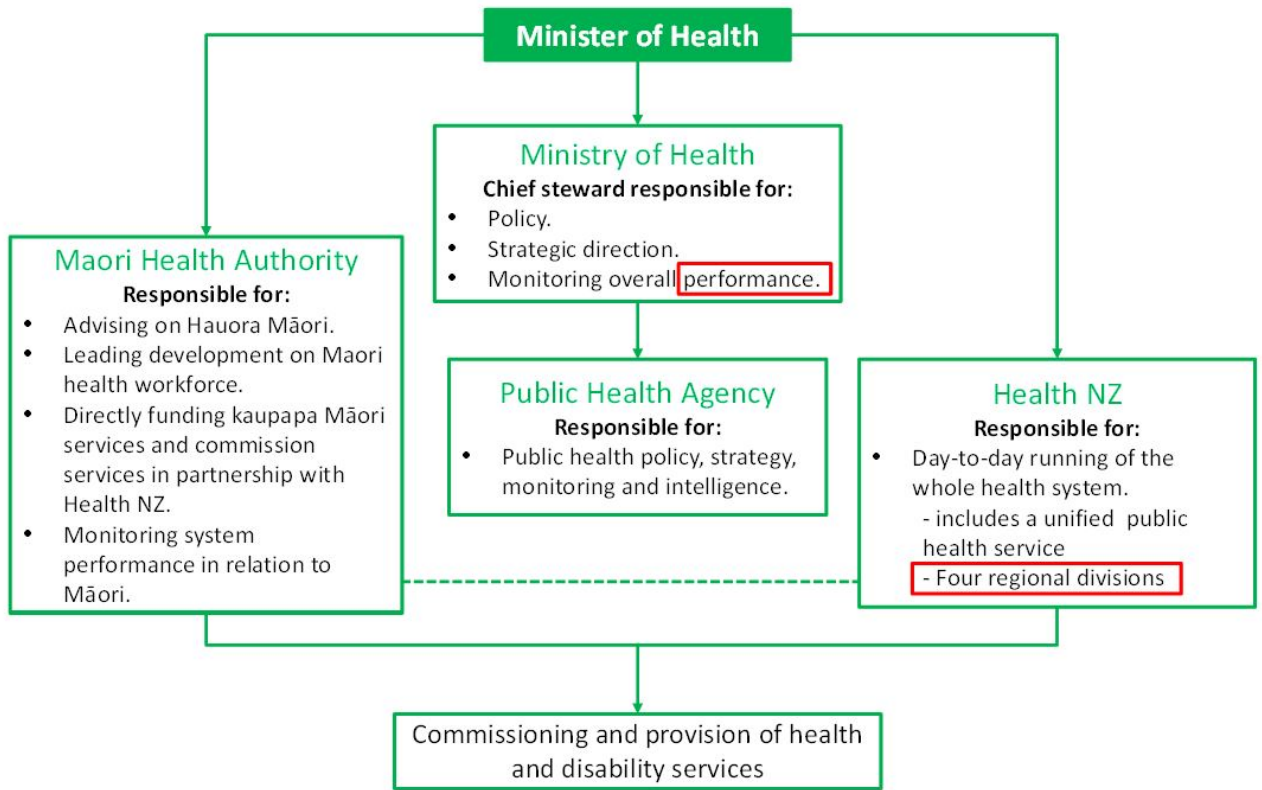 Minister of Health
Ministry of Health
Chief steward responsible for:
• Policy.
• Strategic direction.
• Monitoring overall performance.
Maori Health Authority
Responsible for:
• Advising on Hauora Māori.
• Leading development on Maori
health workforce.
• Directly funding kaupapa Māori
services and commission
services in partnership with
Health NZ.
• Monitoring system
performance in relation to
Māori.
Public Health Agency
Responsible for:
• Public health policy, strategy,
monitoring and intelligence.
Health NZ
Responsible for:
• Day-to-day running of the
whole health system.
- includes a unified public
health service
- Four regional divisions
Commissioning and provision of health
and disability services